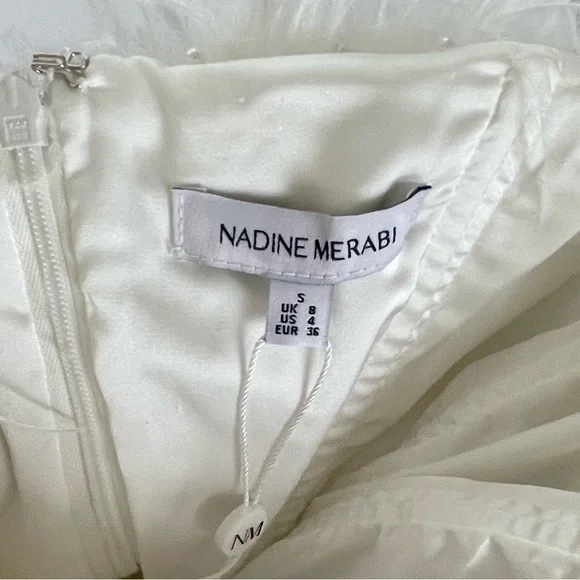 NADINE MERABI
S
UK 8
US 4
EUR 36
NM